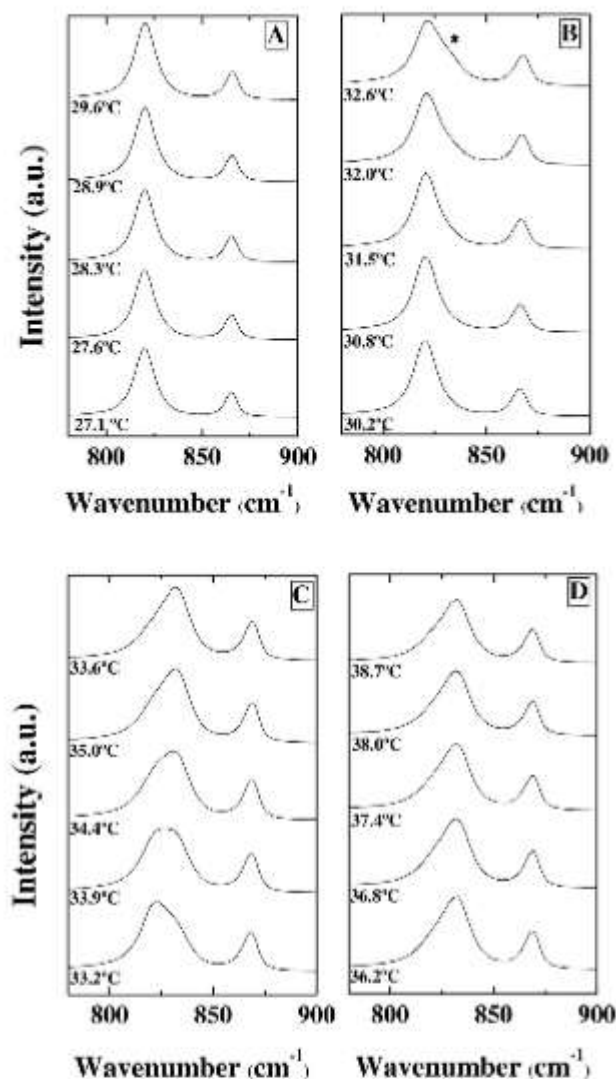 A
B
*
29.6°C
28.9°C
28.3°C
27.6°C
27.1,°C
32.6°C
32.0°C
31.5°C
30.8°C
30.2°C
Intensity (a.u.)
800 850 900
800 850 900
Wavenumber (cm-1)
Wavenumber (cm-1)
C
D
33.6°C
35.0°C
34.4°C
33.9°C
33.2°C
38.7°C
38.0°C
37.4°C
36.8°C
36.2°C
Intensity (a.u.)
800 850 900
800 850 900
Wavenumber (cm-1)
Wavenumber (cm-1)